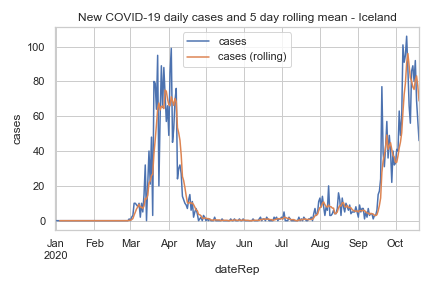 New COVID-19 daily cases and 5 day rolling mean - Iceland
cases
cases (rolling)
100
80
60
40
20
0
cases
Jan Feb Mar Apr May Jun Jul Aug Sep Oct
2020
dateRep